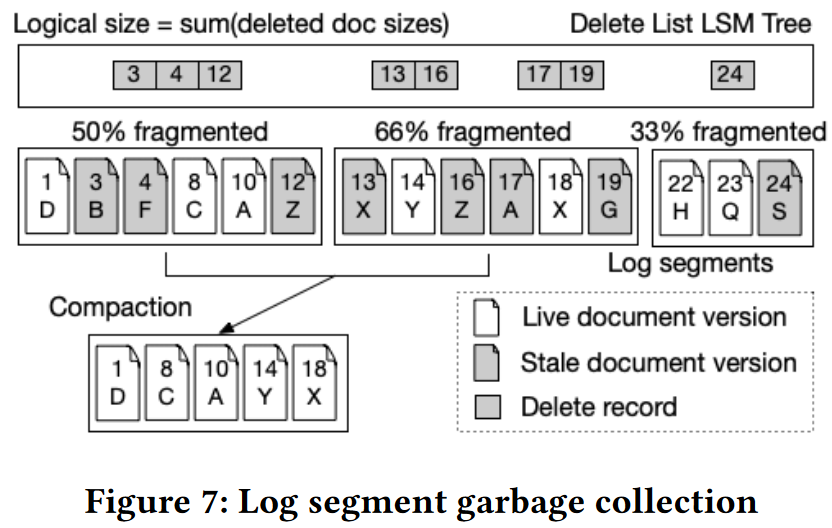 Logical size = sum(deleted doc sizes) Delete List LSM Tree
3 4 12 13 16 17 19 24
50% fragmented 66% fragmented 33% fragmented
1 3 4 8 10 12 13 14 16 17 18 19 22 23 24
D B F C A Z X Y Z A X G H Q S
Log segments
Compaction
1 8 10 14 18
D C A Y X
Live document version
Stale document version
Delete record
Figure 7: Log segment garbage collection